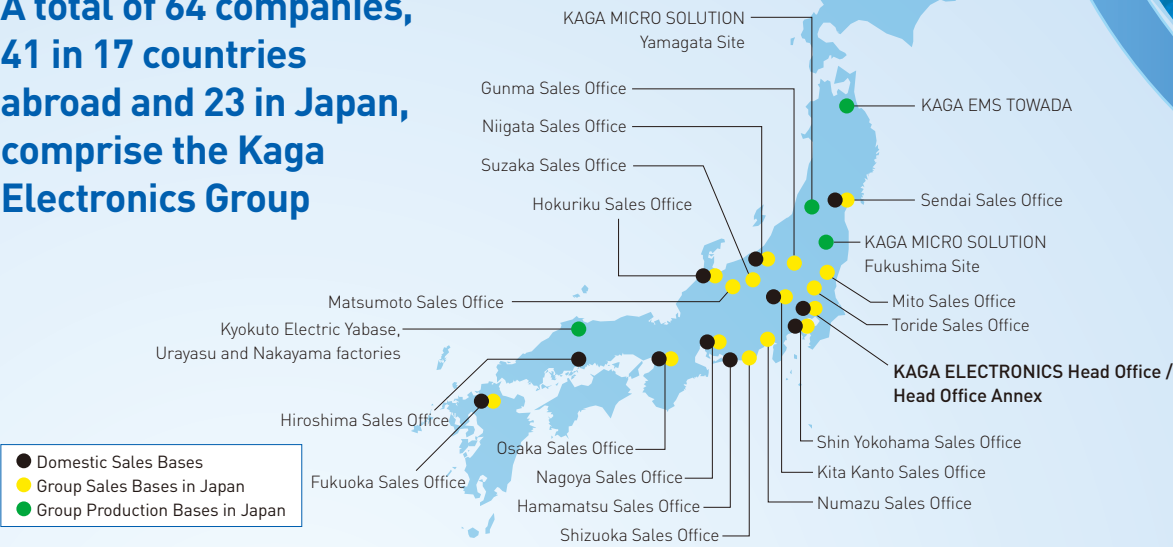 A total of 64 companies,
41 in 17 countries
abroad and 23 in Japan,
comprise the Kaga
Electronics Group
KAGA MICRO SOLUTION
Yamagata Site
Gunma Sales Office
Niigata Sales Office
Suzaka Sales Office
Hokuriku Sales Office
Matsumoto Sales Office
Kyokuto Electric Yabase,
Urayasu and Nakayama factories
Hiroshima Sales Office
Fukuoka Sales Office
Osaka Sales Office
Nagoya Sales Office
Hamamatsu Sales Office
Shizuoka Sales Office
KAGA EMS TOWADA
Sendai Sales Office
KAGA MICRO SOLUTION
Fukushima Site
Mito Sales Office
Toride Sales Office
KAGA ELECTRONICS Head Office /
Head Office Annex
Shin Yokohama Sales Office
Kita Kanto Sales Office
Numazu Sales Office
Domestic Sales Bases
Group Sales Bases in Japan
Group Production Bases in Japan